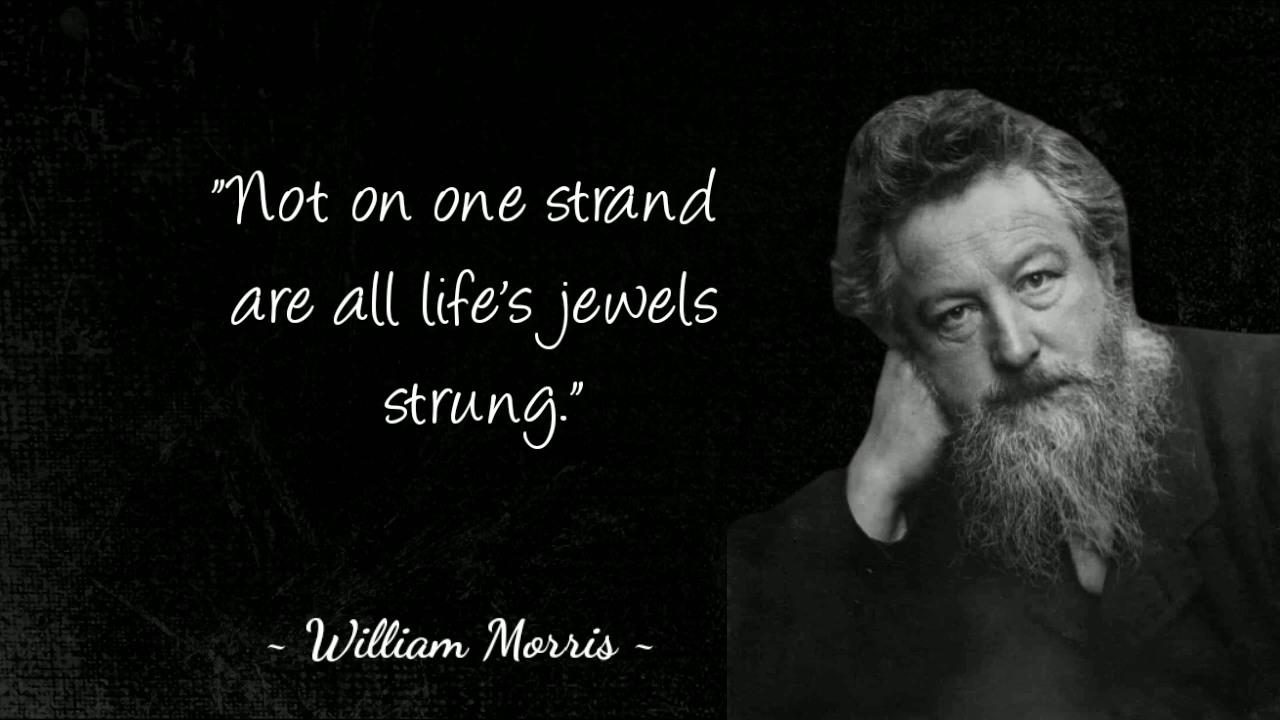 "Not on one strand
are all life's jewels
strung."
~ William Morris ~